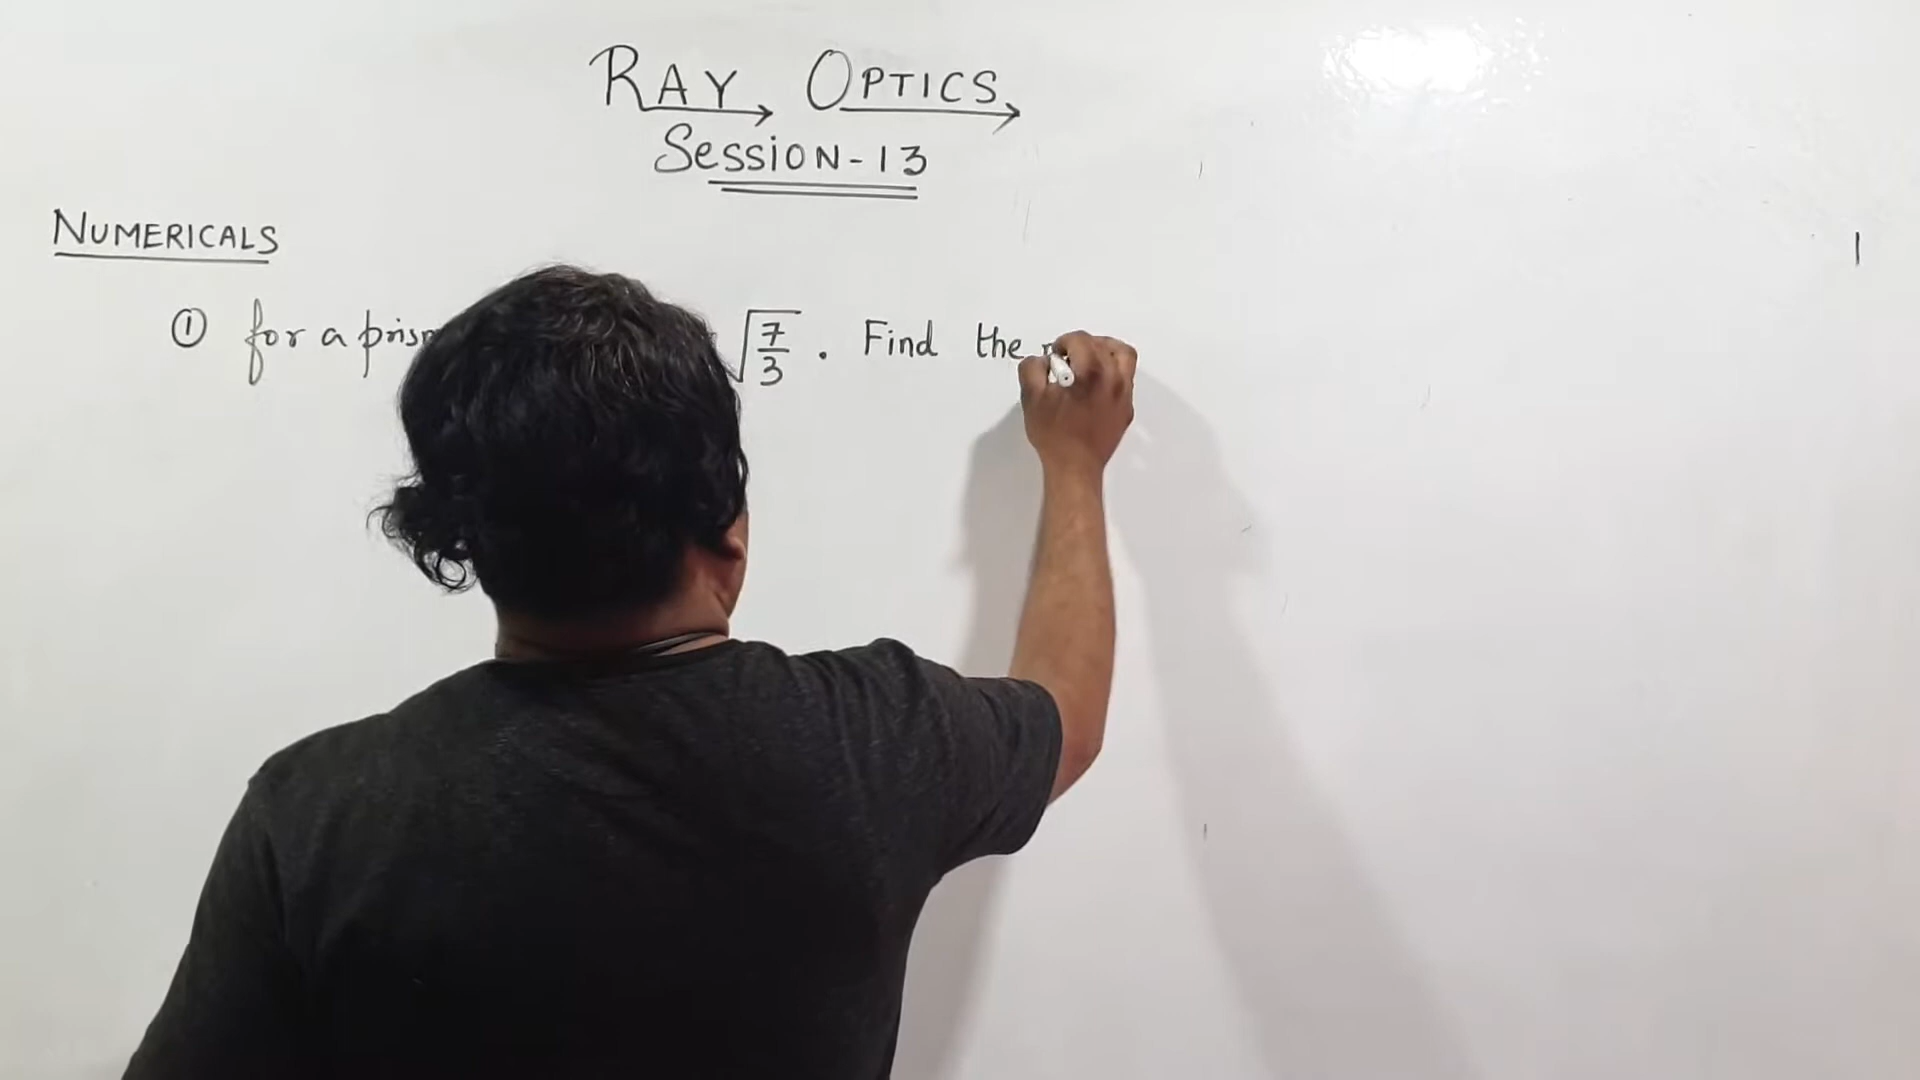 RAY OPTICS
SESSION-13
NUMERICALS
① for a prism √7/3 . Find the